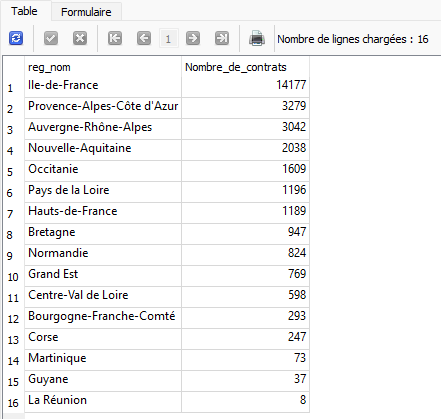 Table Formulaire
1 Nombre de lignes chargées : 16
reg_nom Nombre_de_contrats
1 Ile-de-France 14177
2 Provence-Alpes-Côte d'Azur 3279
3 Auvergne-Rhône-Alpes 3042
4 Nouvelle-Aquitaine 2038
5 Occitanie 1609
6 Pays de la Loire 1196
7 Hauts-de-France 1189
8 Bretagne 947
9 Normandie 824
10 Grand Est 769
11 Centre-Val de Loire 598
12 Bourgogne-Franche-Comté 293
13 Corse 247
14 Martinique 73
15 Guyane 37
16 La Réunion 8